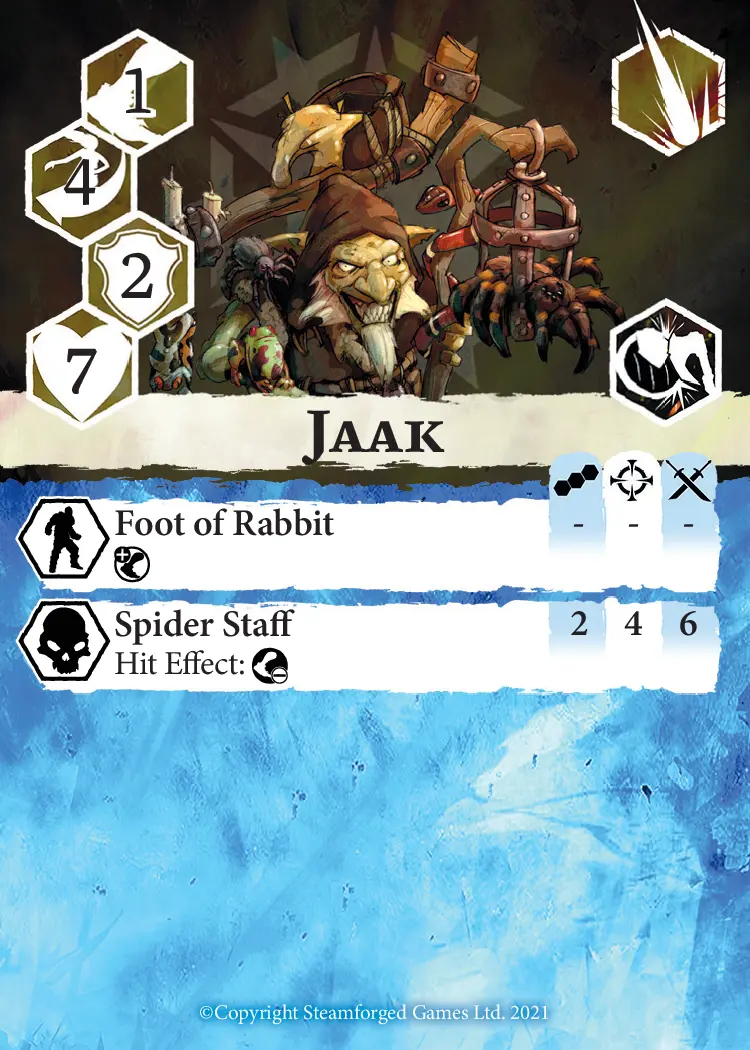 1
4
2
7
Jaak
Foot of Rabbit - - -
Spider Staff 2 4 6
Hit Effect:
©Copyright Steamforged Games Ltd. 2021